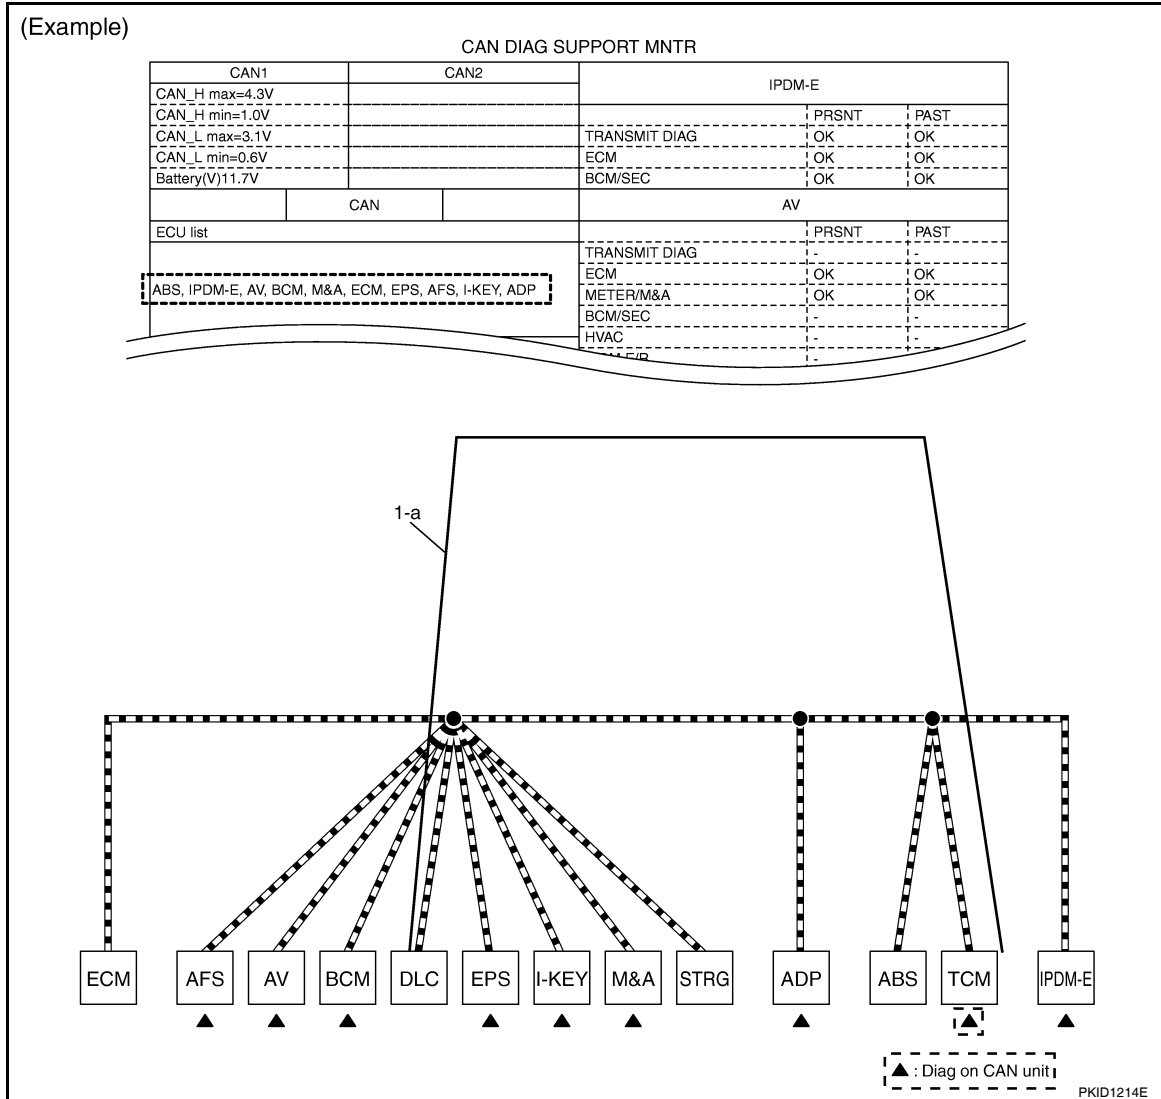 (Example)
CAN DIAG SUPPORT MNTR
CAN1 CAN2 IPDM-E
CAN_H max=4.3V
CAN_H min=1.0V PRSNT PAST
CAN_L max=3.1V TRANSMIT DIAG OK OK
CAN_L min=0.6V ECM OK OK
Battery(V)11.7V BCM/SEC OK OK
CAN AV
ECU list PRSNT PAST
TRANSMIT DIAG - -
ECM OK OK
ABS, IPDM-E, AV, BCM, M&A, ECM, EPS, AFS, I-KEY, ADP
METER/M&A OK OK
BCM/SEC - -
HVAC - -
-
1-a
ECM AFS AV BCM DLC EPS I-KEY M&A STRG ADP ABS TCM IPDM-E
▲ ▲ ▲ ▲ ▲ ▲ ▲ ▲ ▲
▲ : Diag on CAN unit
PKID1214E